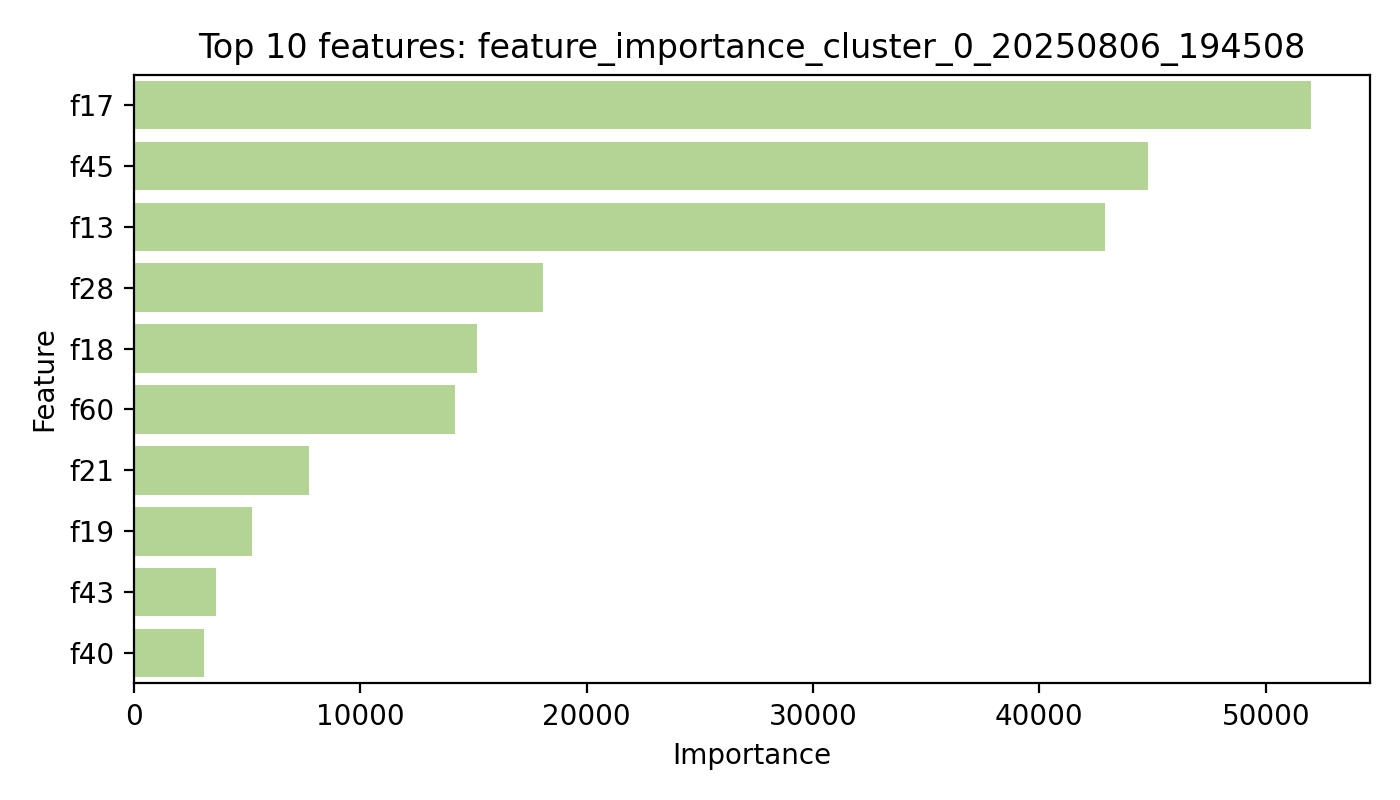 Top 10 features: feature_importance_cluster_0_20250806_194508
f17
f45
f13
f28
f18
f60
f21
f19
f43
f40
Feature
0 10000 20000 30000 40000 50000
Importance